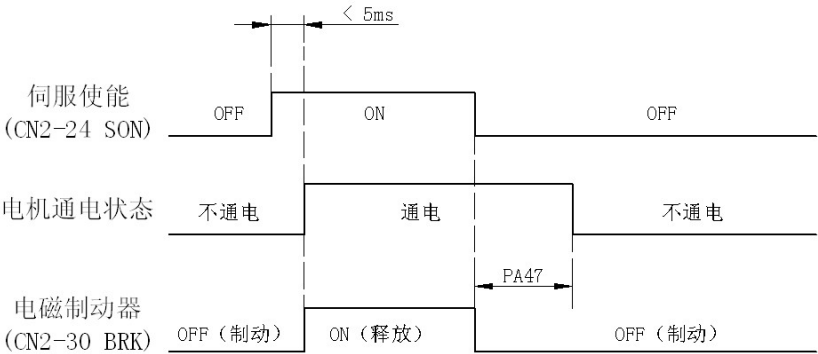 < 5ms
伺服使能
(CN2-24 SON)
OFF
ON
OFF
电机通电状态
不通电
通电
不通电
PA47
电磁制动器
(CN2-30 BRK)
OFF（制动）
ON（释放）
OFF（制动）